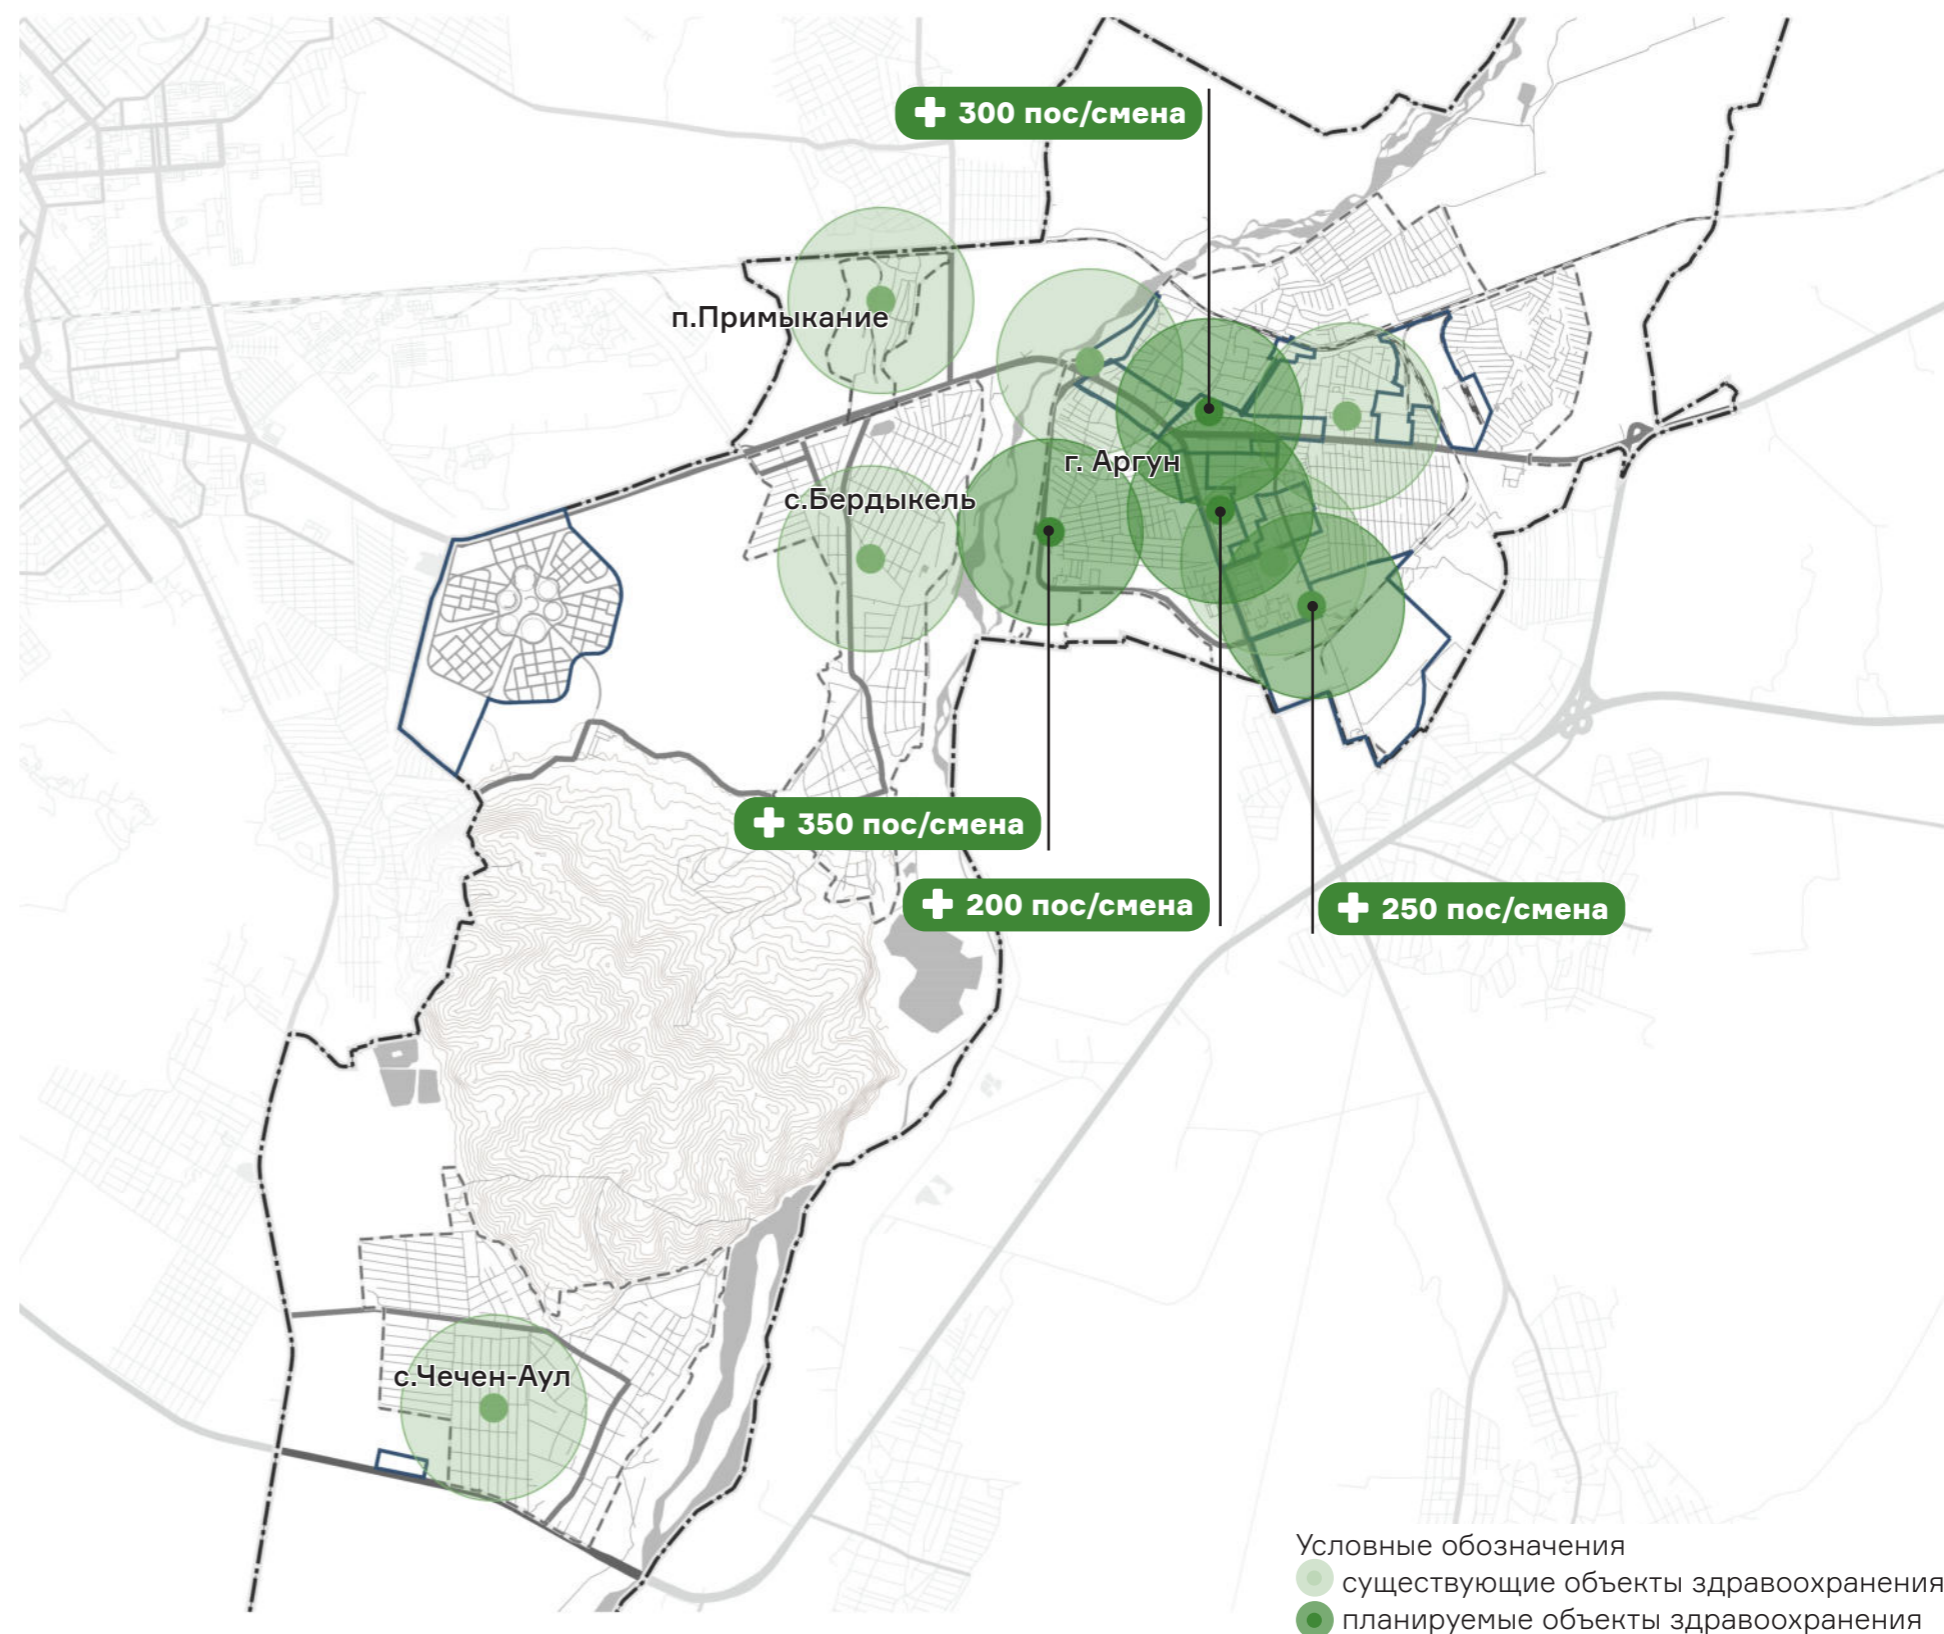 300 пос/смена
п.Примыкание
г. Аргун
с.Бердыкель
350 пос/смена
200 пос/смена
250 пос/смена
с.Чечен-Аул
Условные обозначения
существующие объекты здравоохранения
планируемые объекты здравоохранения